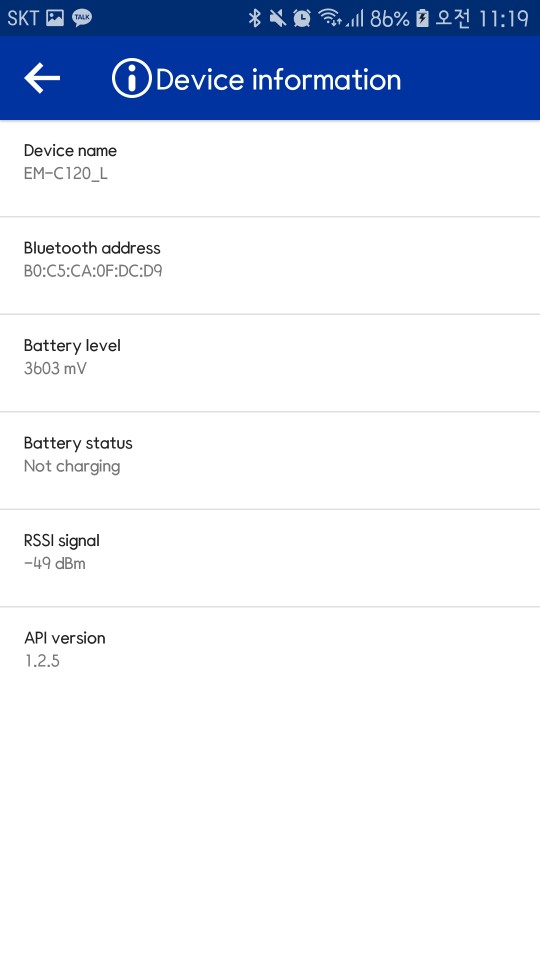 SKT TALK 86% 오전 11:19
Device information
Device name
EM-C120_L
Bluetooth address
B0:C5:CA:0F:DC:D9
Battery level
3603 mV
Battery status
Not charging
RSSI signal
-49 dBm
API version
1.2.5